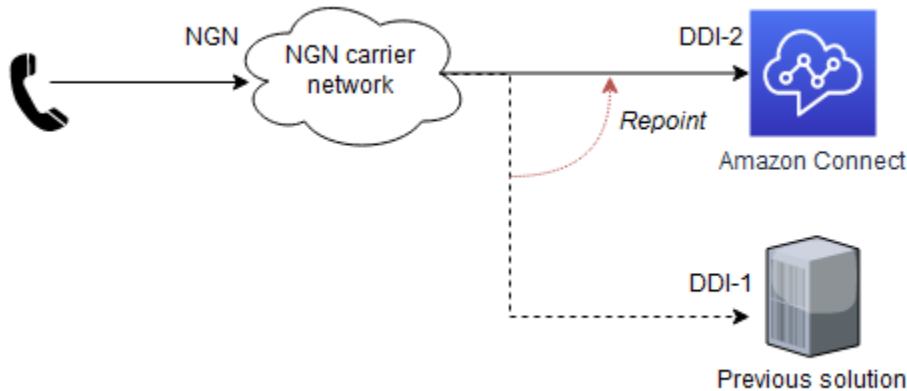 NGN
NGN carrier
network
DDI-2
Repoint
Amazon Connect
DDI-1
Previous solution